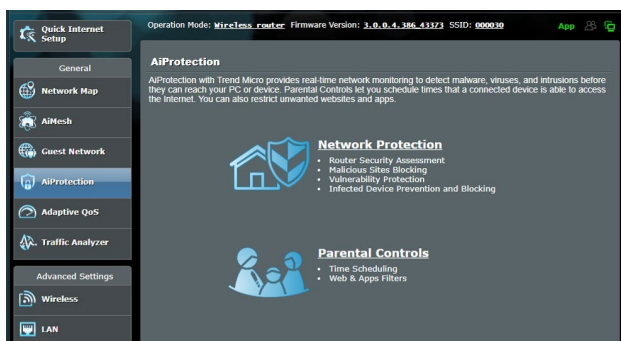 Quick Internet
Setup
Operation Mode: Wireless router Firmware Version: 3.0.0.4.386_43373 SSID: 000030
App
General
Network Map
AiMesh
Guest Network
AiProtection
Adaptive QoS
Traffic Analyzer
Advanced Settings
Wireless
LAN
AiProtection
AiProtection with Trend Micro provides real-time network monitoring to detect malware, viruses, and intrusions before
they can reach your PC or device. Parental Controls let you schedule times that a connected device is able to access
the Internet. You can also restrict unwanted websites and apps.
Network Protection
• Router Security Assessment
• Malicious Sites Blocking
• Vulnerability Protection
• Infected Device Prevention and Blocking
Parental Controls
• Time Scheduling
• Web & Apps Filters